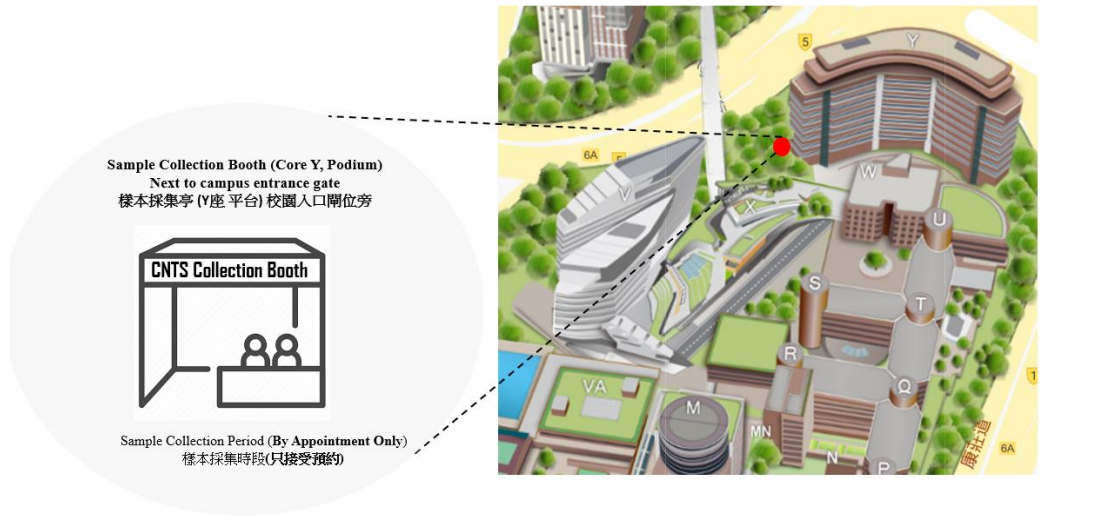 Sample Collection Booth (Core Y, Podium)
Next to campus entrance gate
樣本採集亭 (Y座 平台) 校園入口閘位旁
CNTS Collection Booth
Sample Collection Period (By Appointment Only)
樣本採集時段(只接受預約)
5
Y
6A
5
V
W
X
U
S
T
R
Q
1
VA
M
MN
康莊道
6A
N
P